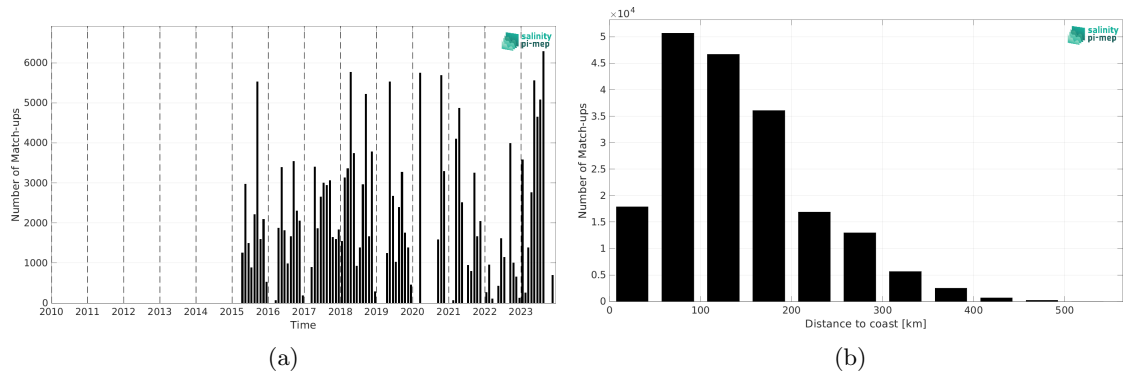 salinity
pi-mep
Number of Match-ups
6000
5000
4000
3000
2000
1000
0
2010 2011 2012 2013 2014 2015 2016 2017 2018 2019 2020 2021 2022 2023
Time
(a)
×10⁴
salinity
pi-mep
Number of Match-ups
5
4.5
4
3.5
3
2.5
2
1.5
1
0.5
0
0 100 200 300 400 500
Distance to coast [km]
(b)